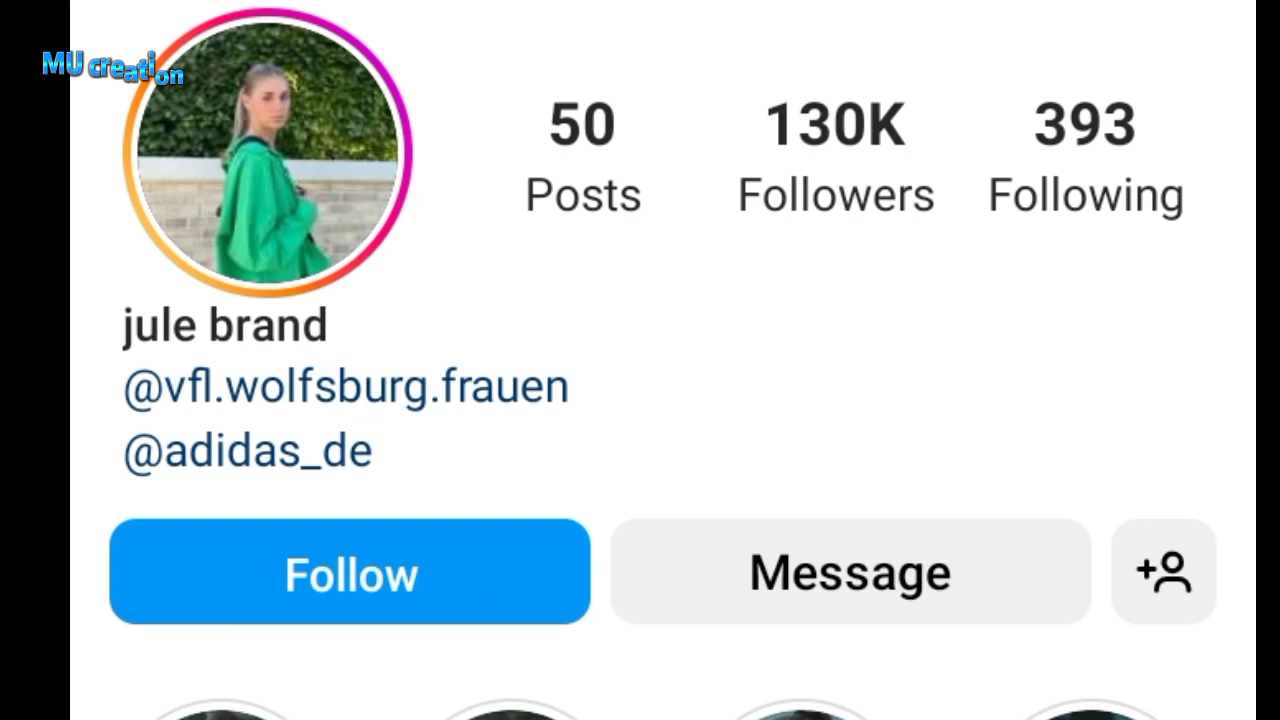 MU creation
50 130K 393
Posts Followers Following
jule brand
@vfl.wolfsburg.frauen
@adidas_de
Follow Message